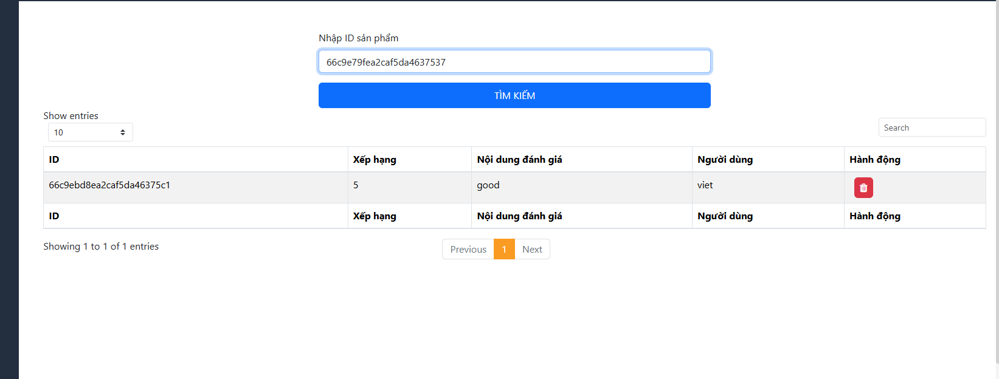 Nhập ID sản phẩm
66c9e79fea2caf5da4637537
TÌM KIẾM
Show entries
10
Search
ID Xếp hạng Nội dung đánh giá Người dùng Hành động
66c9ebd8ea2caf5da46375c1 5 good viet
ID Xếp hạng Nội dung đánh giá Người dùng Hành động
Showing 1 to 1 of 1 entries
Previous 1 Next